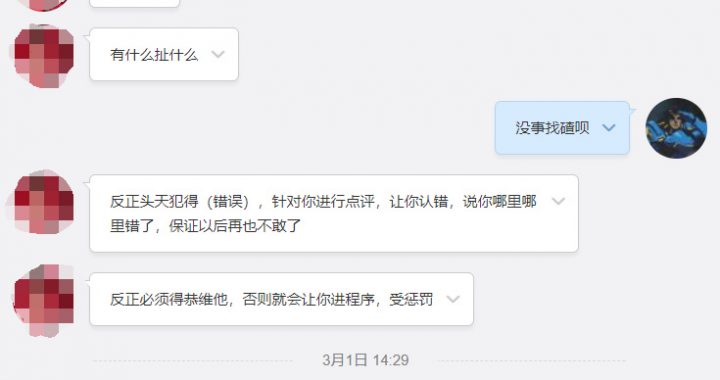 有什么扯什么
没事找碴呗
反正头天犯得（错误），针对你进行点评，让你认错，说你哪里哪
里错了，保证以后再也不敢了
反正必须得恭维他，否则就会让你进程序，受惩罚
3月1日 14:29